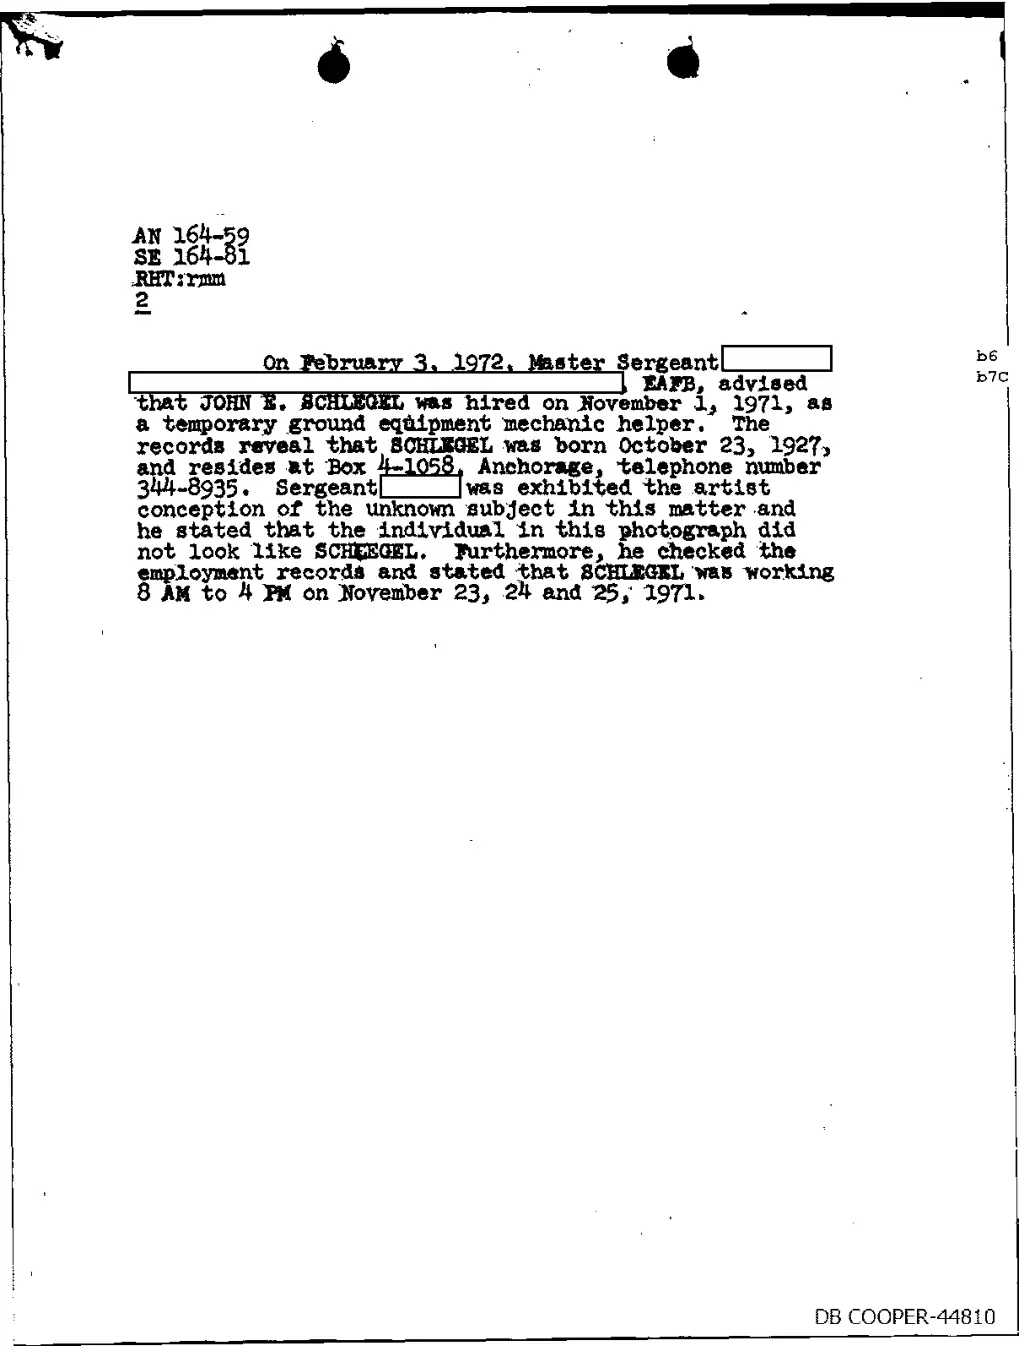 AN 164-59
SE 164-81
RHT:rmm
2
On February 3, 1972, Master Sergeant
b6
, EAFB, advised
b7C
that JOHN E. SCHLEGEL was hired on November 1, 1971, as
a temporary ground equipment mechanic helper. The
records reveal that SCHLEGEL was born October 23, 1927,
and resides at Box 4-1058, Anchorage, telephone number
344-8935. Sergeant was exhibited the artist
conception of the unknown subject in this matter and
he stated that the individual in this photograph did
not look like SCHLEGEL. Furthermore, he checked the
employment records and stated that SCHLEGEL was working
8 AM to 4 PM on November 23, 24 and 25, 1971.
DB COOPER-44810